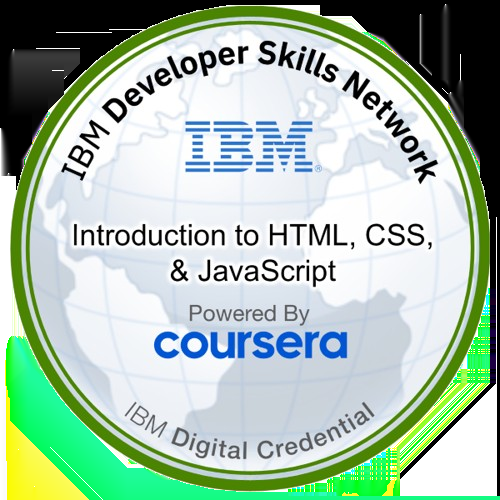 IBM Developer Skills Network
IBM®
Introduction to HTML, CSS,
& JavaScript
Powered By
coursera
IBM Digital Credential